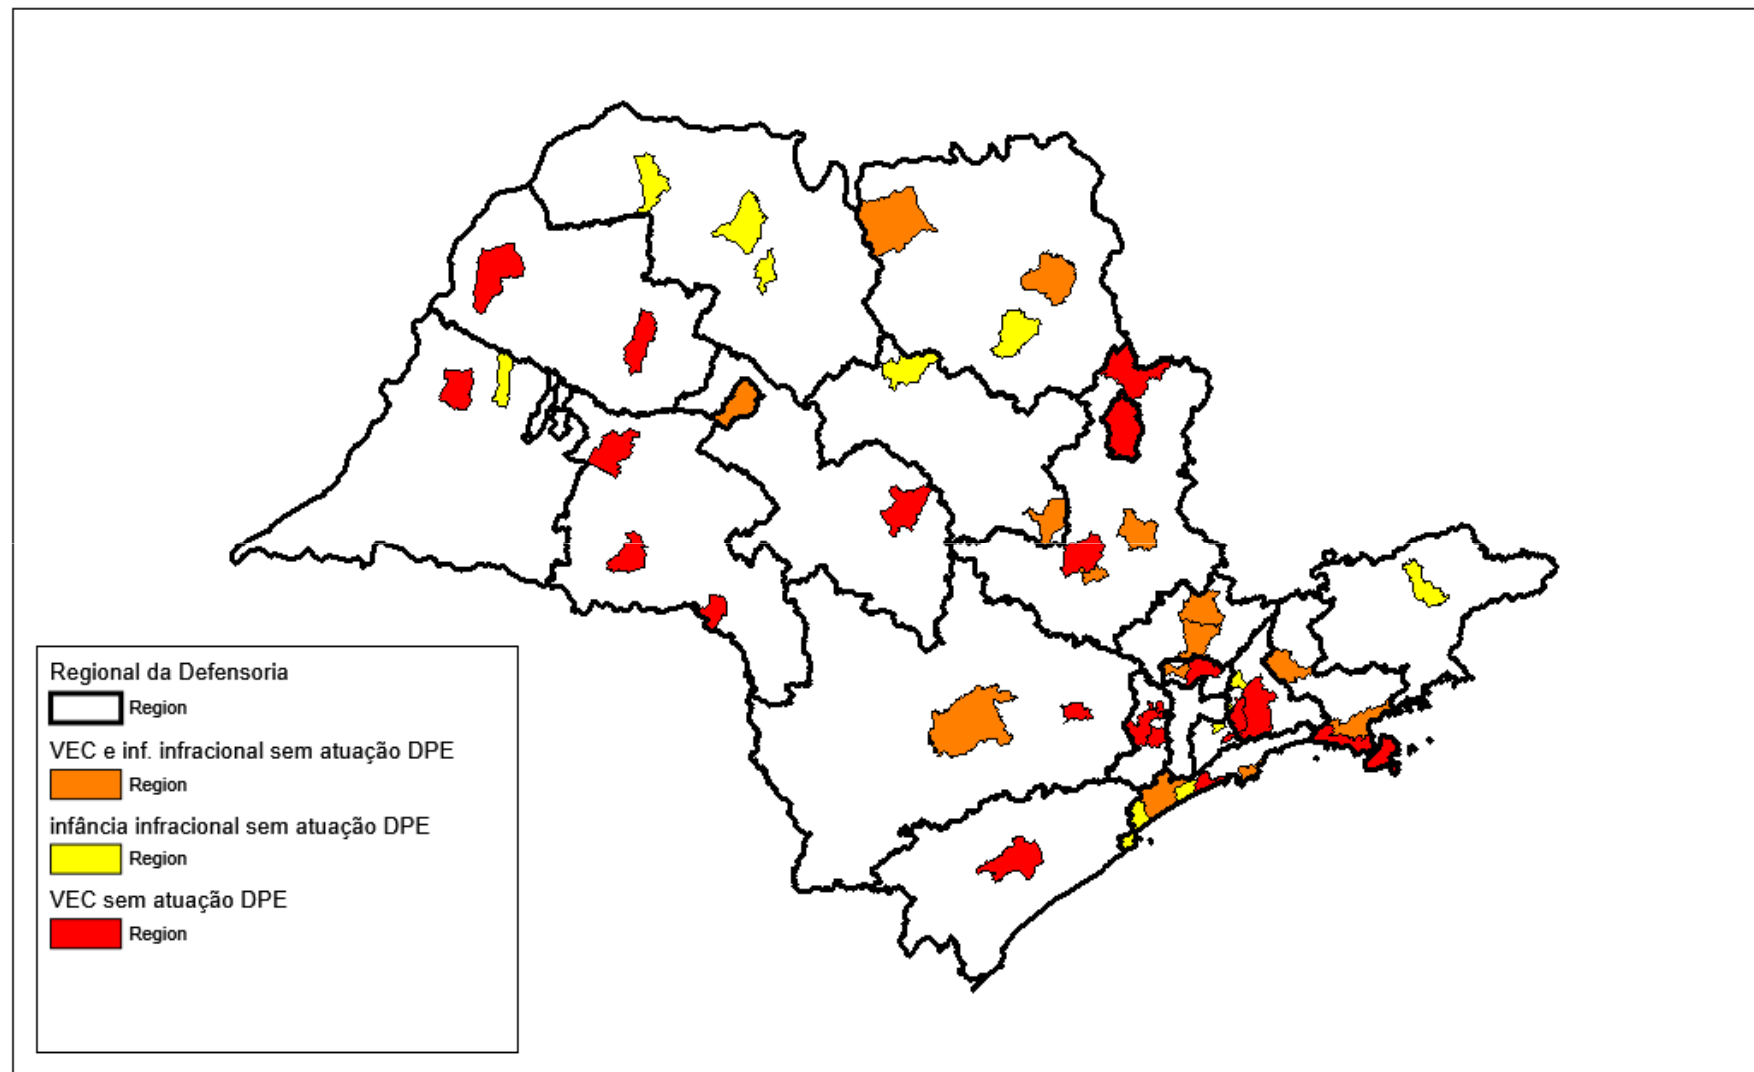 Regional da Defensoria
Region
VEC e inf. infracional sem atuação DPE
Region
infância infracional sem atuação DPE
Region
VEC sem atuação DPE
Region